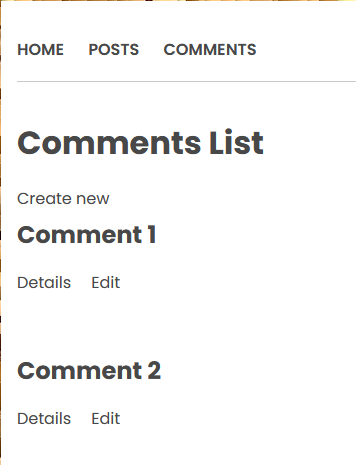 HOME POSTS COMMENTS
Comments List
Create new
Comment 1
Details Edit
Comment 2
Details Edit